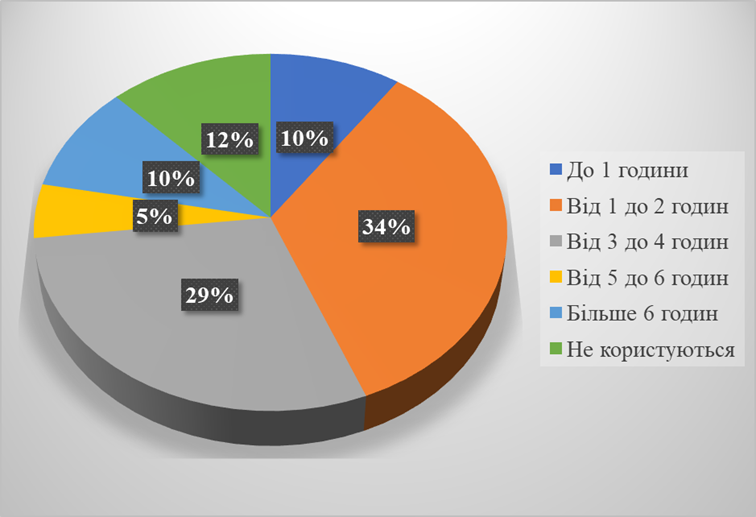 12%
10%
10%
5%
34%
29%
До 1 години
Від 1 до 2 годин
Від 3 до 4 годин
Від 5 до 6 годин
Більше 6 годин
Не користуються